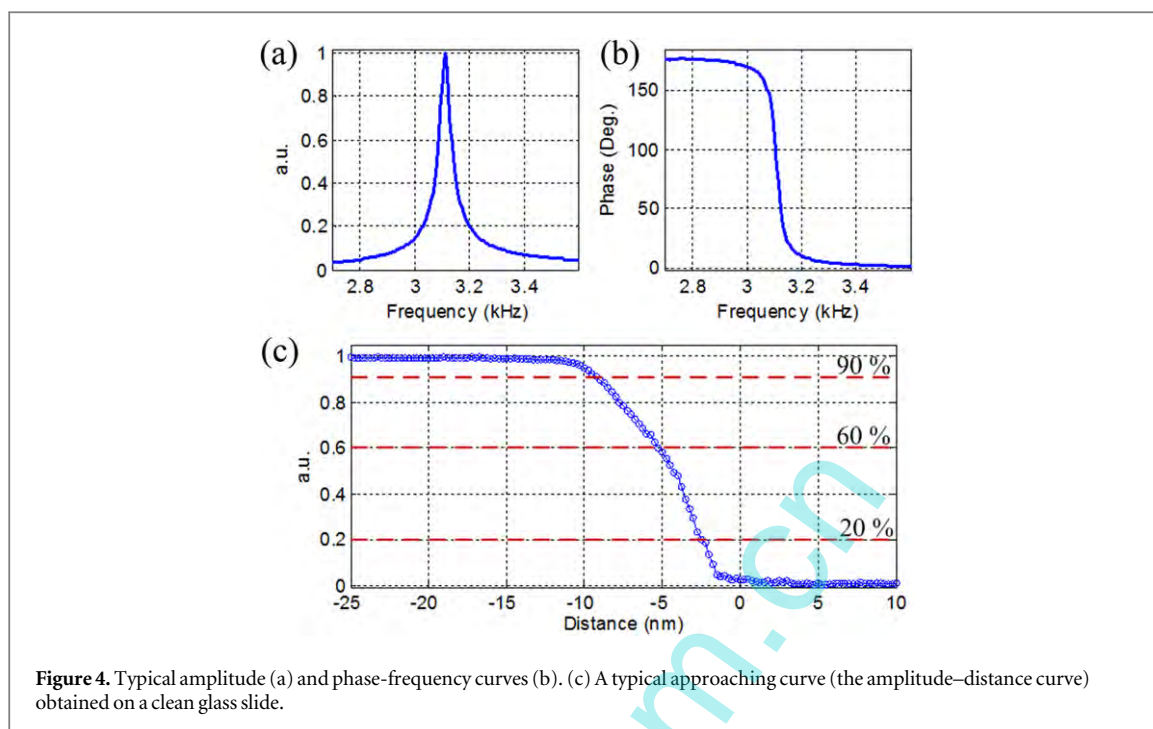 (a)
1
0.8
0.6
0.4
0.2
0
a.u.
2.8 3 3.2 3.4
Frequency (kHz)
(b)
150
100
50
0
Phase (Deg.)
2.8 3 3.2 3.4
Frequency (kHz)
(c)
1
0.8
0.6
0.4
0.2
0
a.u.
90 %
60 %
20 %
-25 -20 -15 -10 -5 0 5 10
Distance (nm)
Figure 4. Typical amplitude (a) and phase-frequency curves (b). (c) A typical approaching curve (the amplitude–distance curve)
obtained on a clean glass slide.
m.cn